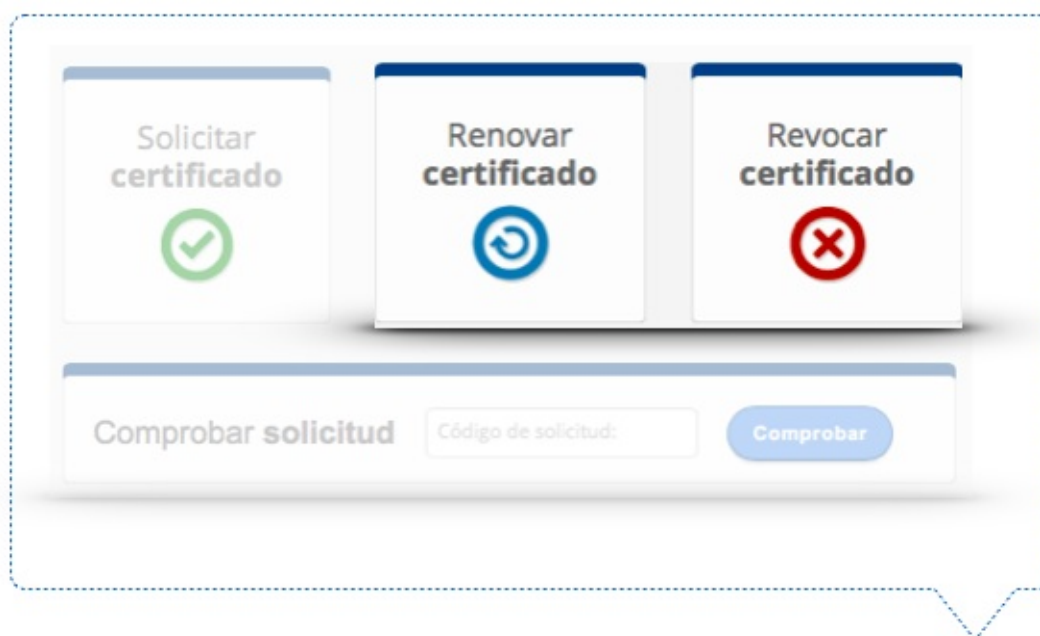 Solicitar
certificado
Renovar
certificado
Revocar
certificado
Comprobar solicitud
Código de solicitud:
Comprobar